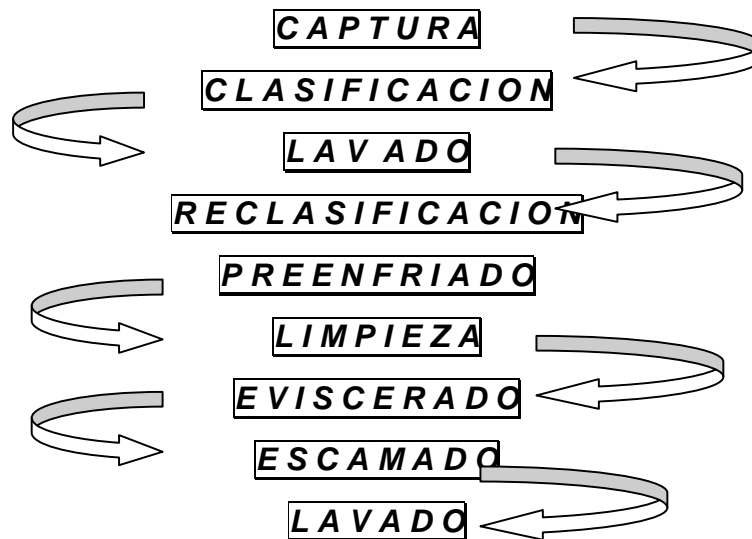 CAPTURA
CLASIFICACION
LAVADO
RECLASIFICACION
PREENFRIADO
LIMPIEZA
EVISCERADO
ESCAMADO
LAVADO